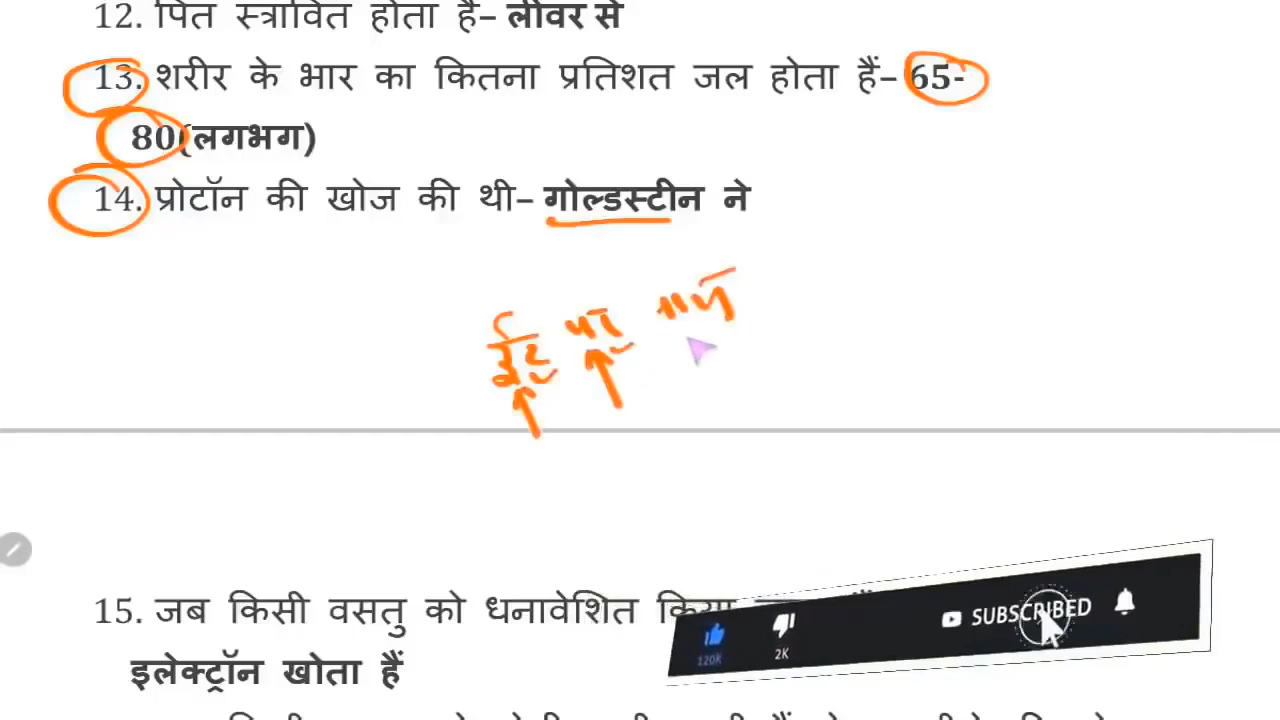 12. पित स्त्रावित होता है– लीवर से
13. शरीर के भार का कितना प्रतिशत जल होता हैं– 65-
80(लगभग)
14. प्रोटॉन की खोज की थी– गोल्डस्टीन ने
15. जब किसी वसतु को धनावेशित किया
SUBSCRIBED
120K
2K
इलेक्ट्रॉन खोता हैं